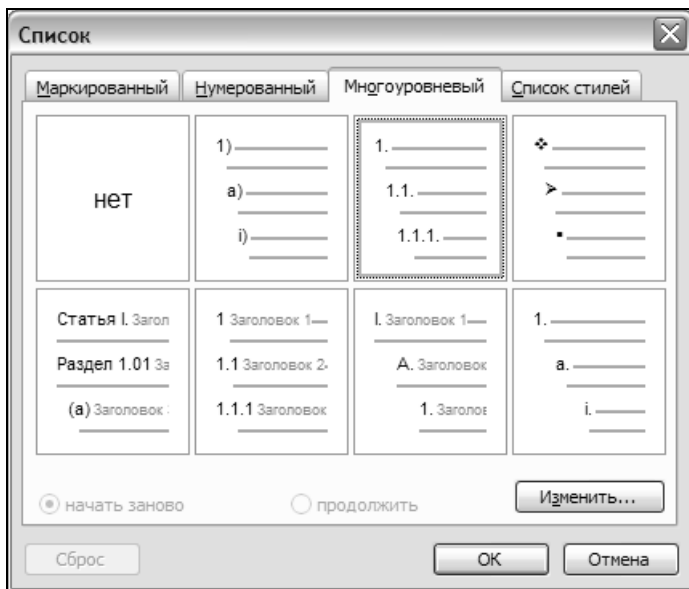 Список
Маркированный Нумерованный Многоуровневый Список стилей
нет
1)
a)
i)
1.
1.1.
1.1.1.
Статья I. Загол
Раздел 1.01 За
(a) Заголовок
1 Заголовок 1
1.1 Заголовок 2
1.1.1 Заголовок
I. Заголовок 1
A. Заголовок
1. Заголов
1.
a.
i.
начать заново продолжить Изменить...
Сброс ОК Отмена